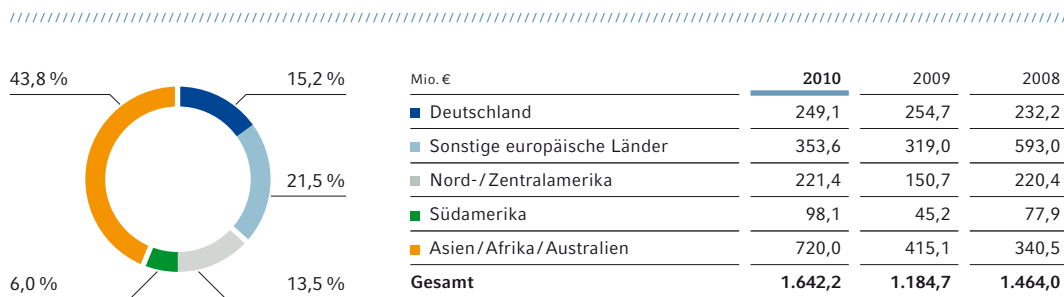 43,8 %
15,2 %
21,5 %
6,0 %
13,5 %
Mio. € 2010 2009 2008
Deutschland 249,1 254,7 232,2
Sonstige europäische Länder 353,6 319,0 593,0
Nord-/Zentralamerika 221,4 150,7 220,4
Südamerika 98,1 45,2 77,9
Asien/Afrika/Australien 720,0 415,1 340,5
Gesamt 1.642,2 1.184,7 1.464,0